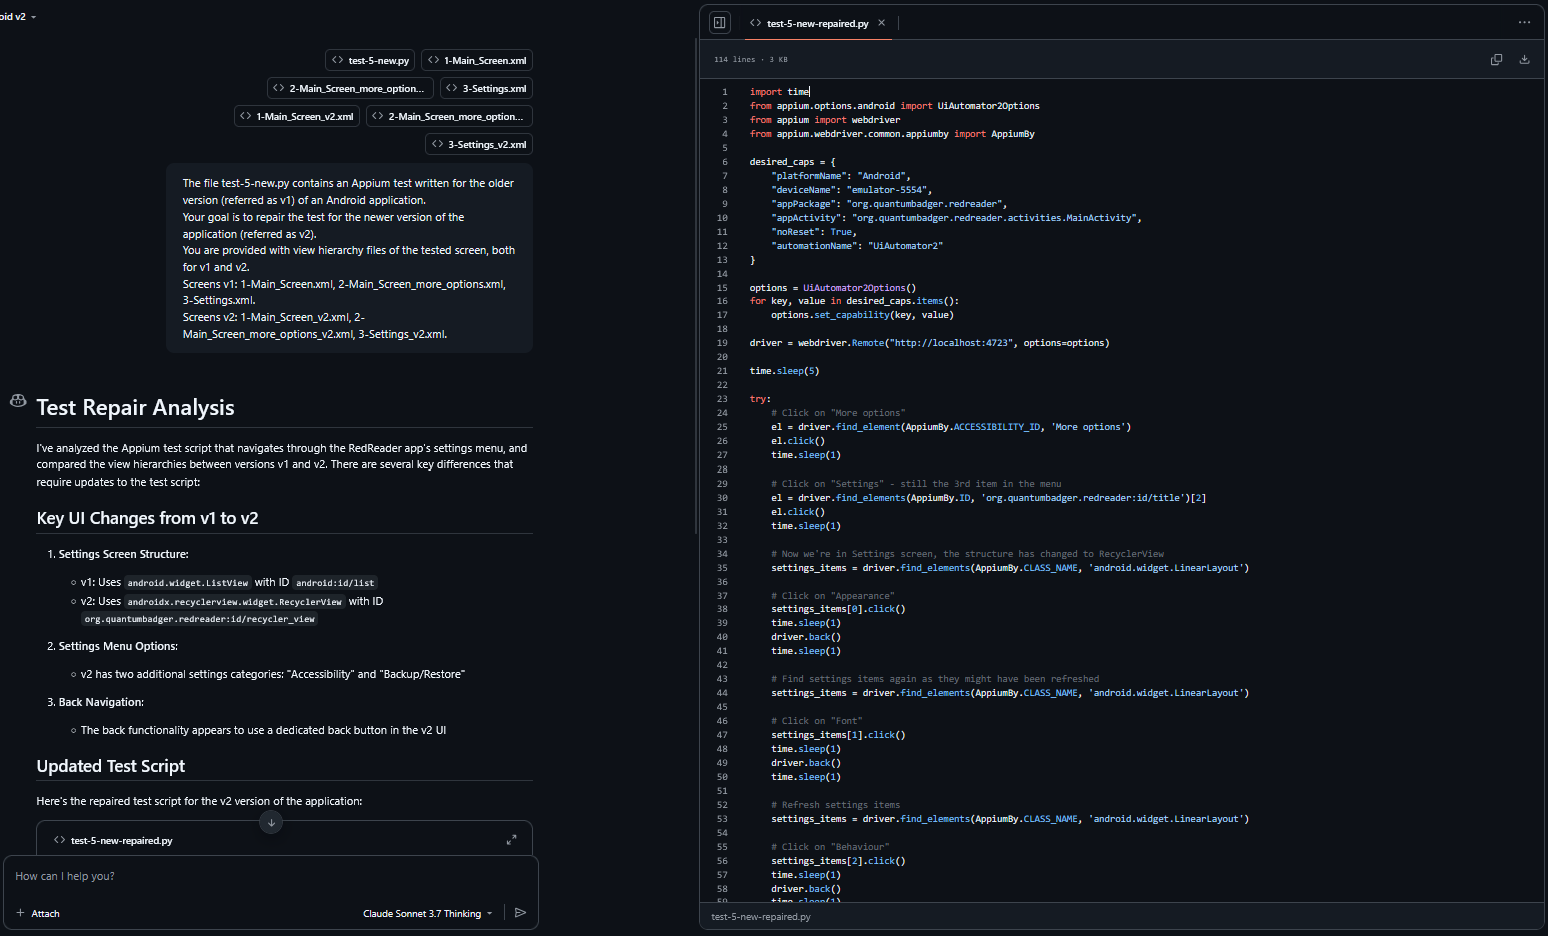 oid v2
test-5-new.py
1-Main_Screen.xml
2-Main_Screen_more_option...
3-Settings.xml
1-Main_Screen_v2.xml
2-Main_Screen_more_option...
3-Settings_v2.xml
The file test-5-new.py contains an Appium test written for the older
version (referred as v1) of an Android application.
Your goal is to repair the test for the newer version of the
application (referred as v2).
You are provided with view hierarchy files of the tested screen, both
for v1 and v2.
Screens v1: 1-Main_Screen.xml, 2-Main_Screen_more_options.xml,
3-Settings.xml.
Screens v2: 1-Main_Screen_v2.xml, 2-
Main_Screen_more_options_v2.xml, 3-Settings_v2.xml.
Test Repair Analysis
I've analyzed the Appium test script that navigates through the RedReader app's settings menu, and
compared the view hierarchies between versions v1 and v2. There are several key differences that
require updates to the test script:
Key UI Changes from v1 to v2
1. Settings Screen Structure:
v1: Uses android.widget.ListView with ID android:id/list
v2: Uses androidx.recyclerview.widget.RecyclerView with ID
org.quantumbadger.redreader:id/recycler_view
2. Settings Menu Options:
v2 has two additional settings categories: "Accessibility" and "Backup/Restore"
3. Back Navigation:
The back functionality appears to use a dedicated back button in the v2 UI
Updated Test Script
Here's the repaired test script for the v2 version of the application:
test-5-new-repaired.py
How can I help you?
Attach
Claude Sonnet 3.7 Thinking
test-5-new-repaired.py
114 lines · 3 KB
1 import time
2 from appium.options.android import UiAutomator2Options
3 from appium import webdriver
4 from appium.webdriver.common.appiumby import AppiumBy
5
6 desired_caps = {
7 "platformName": "Android",
8 "deviceName": "emulator-5554",
9 "appPackage": "org.quantumbadger.redreader",
10 "appActivity": "org.quantumbadger.redreader.activities.MainActivity",
11 "noReset": True,
12 "automationName": "UiAutomator2"
13 }
14
15 options = UiAutomator2Options()
16 for key, value in desired_caps.items():
17 options.set_capability(key, value)
18
19 driver = webdriver.Remote("http://localhost:4723", options=options)
20
21 time.sleep(5)
22
23 try:
24 # Click on "More options"
25 el = driver.find_element(AppiumBy.ACCESSIBILITY_ID, 'More options')
26 el.click()
27 time.sleep(1)
28
29 # Click on "Settings" - still the 3rd item in the menu
30 el = driver.find_elements(AppiumBy.ID, 'org.quantumbadger.redreader:id/title')[2]
31 el.click()
32 time.sleep(1)
33
34 # Now we're in Settings screen, the structure has changed to RecyclerView
35 settings_items = driver.find_elements(AppiumBy.CLASS_NAME, 'android.widget.LinearLayout')
36
37 # Click on "Appearance"
38 settings_items[0].click()
39 time.sleep(1)
40 driver.back()
41 time.sleep(1)
42
43 # Find settings items again as they might have been refreshed
44 settings_items = driver.find_elements(AppiumBy.CLASS_NAME, 'android.widget.LinearLayout')
45
46 # Click on "Font"
47 settings_items[1].click()
48 time.sleep(1)
49 driver.back()
50 time.sleep(1)
51
52 # Refresh settings items
53 settings_items = driver.find_elements(AppiumBy.CLASS_NAME, 'android.widget.LinearLayout')
54
55 # Click on "Behaviour"
56 settings_items[2].click()
57 time.sleep(1)
58 driver.back()
59 time.sleep(1)
test-5-new-repaired.py